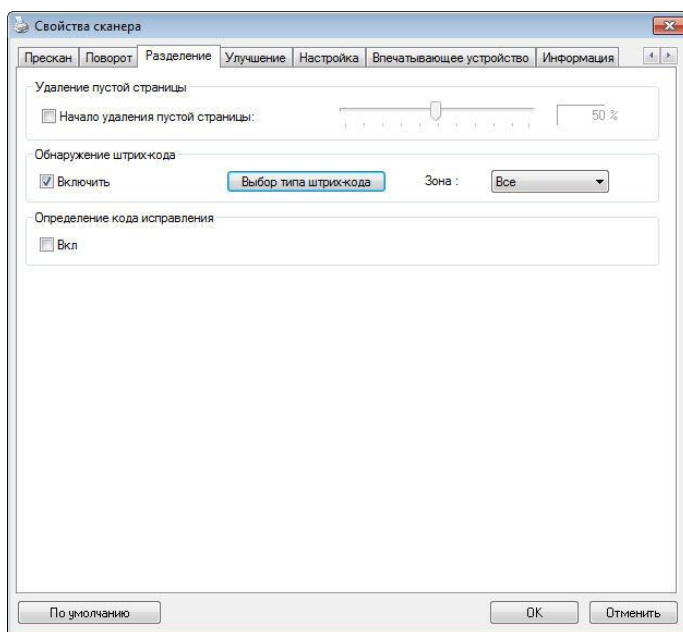 Свойства сканера
Прескан Поворот Разделение Улучшение Настройка Впечатывающее устройство Информация
Удаление пустой страницы
Начало удаления пустой страницы: 50 %
Обнаружение штрих-кода
Включить Выбор типа штрих-кода Зона : Все
Определение кода исправления
Вкл
По умолчанию OK Отменить